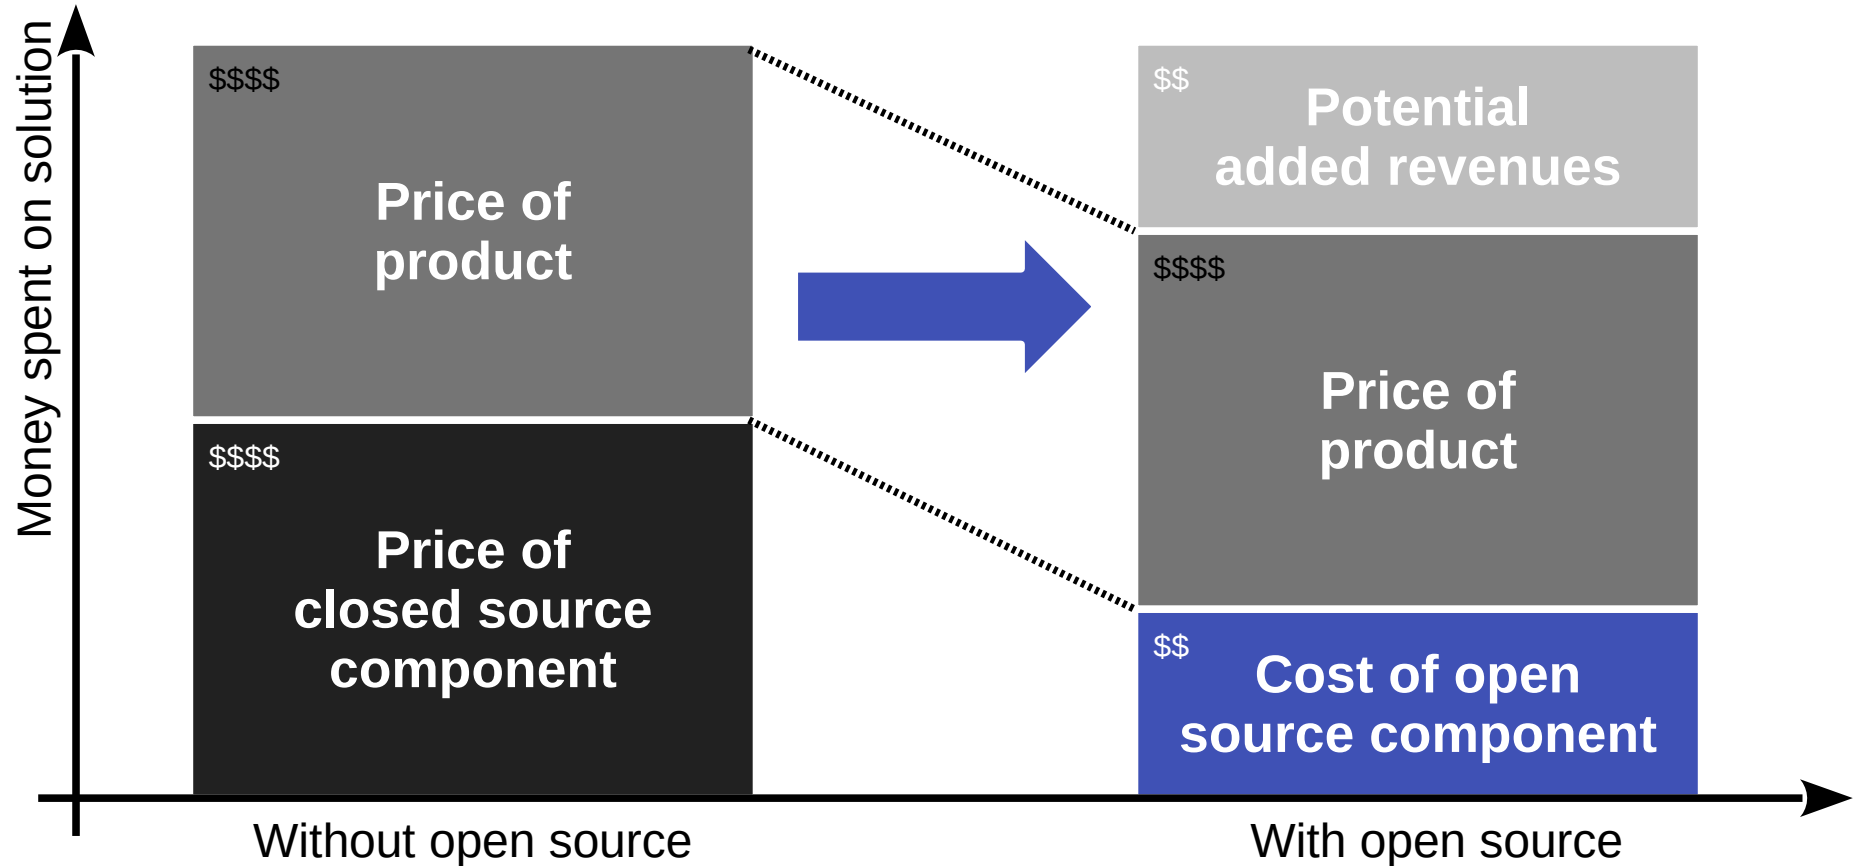 Money spent on solution
$$$$
Price of
product
$$$$
Price of
closed source
component
Without open source
$$
Potential
added revenues
$$$$
Price of
product
$$
Cost of open
source component
With open source